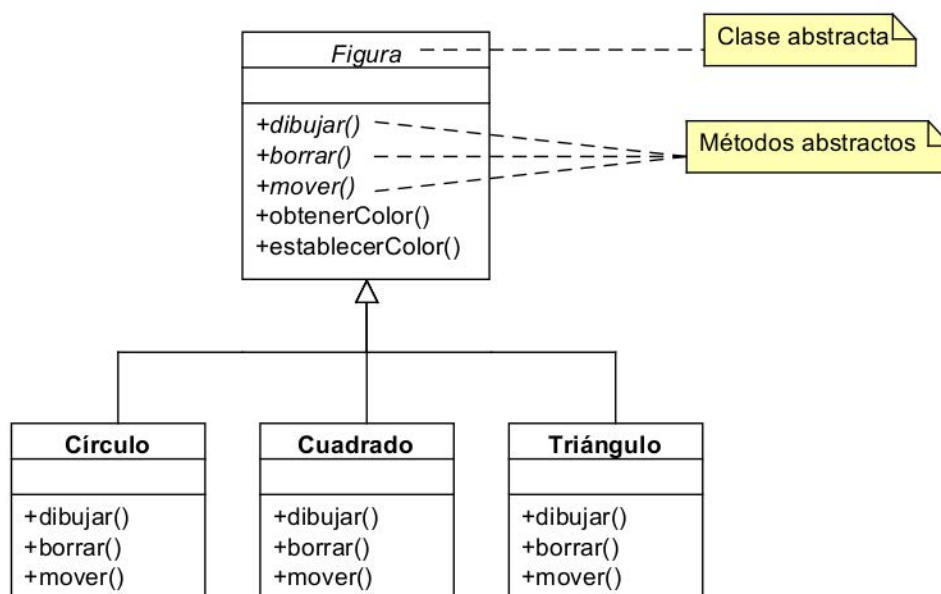 Figura
Clase abstracta
+dibujar()
+borrar()
+mover()
+obtenerColor()
+establecerColor()
Métodos abstractos
Círculo
+dibujar()
+borrar()
+mover()
Cuadrado
+dibujar()
+borrar()
+mover()
Triángulo
+dibujar()
+borrar()
+mover()